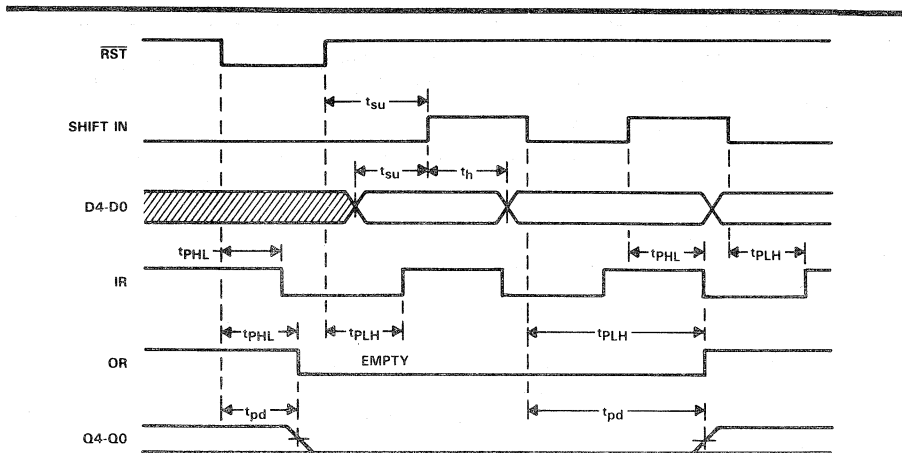 RST
tsu
SHIFT IN
tsu th
D4-D0
tPHL tPHL tPLH
IR
tPHL tPLH tPLH
OR EMPTY
tpd tpd
Q4-Q0